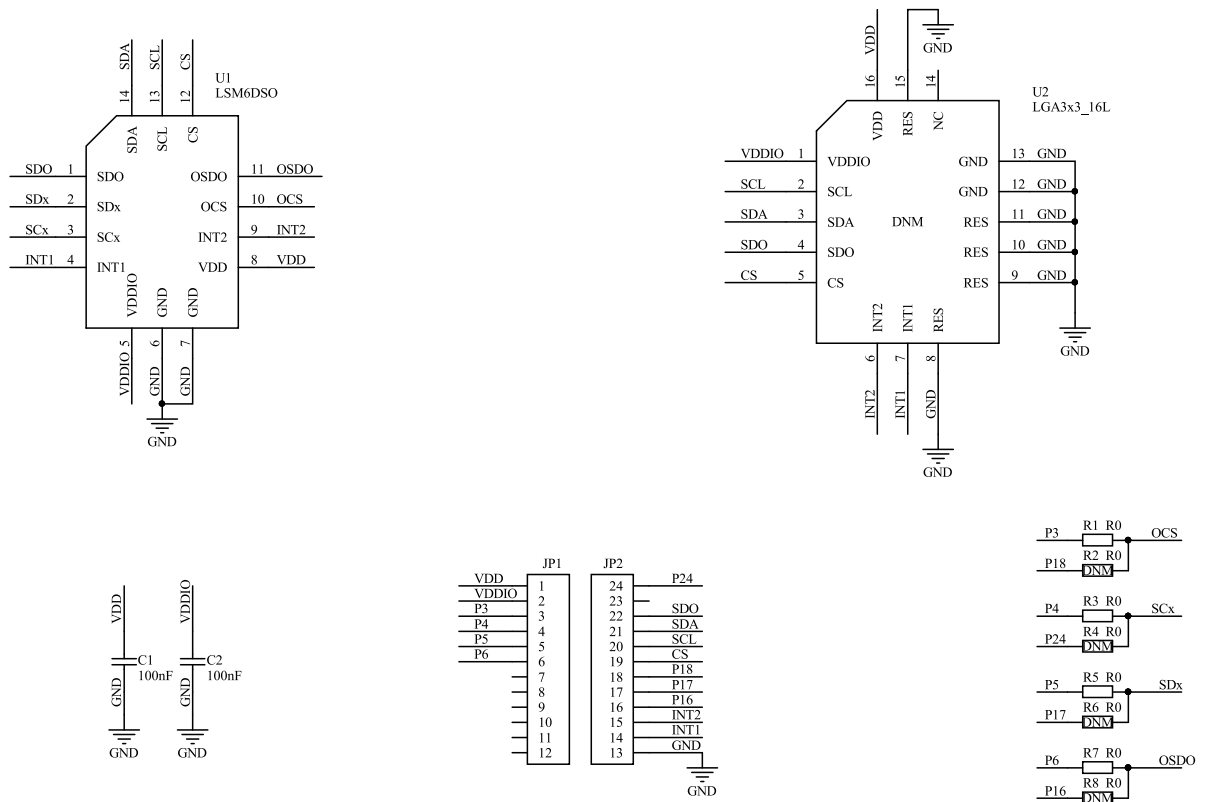 SDA
SCL
CS
14
13
12
U1
LSM6DSO
SDA
SCL
CS
SDO 1 SDO
SDx 2 SDx
SCx 3 SCx
INT1 4 INT1
OSDO 11 OSDO
OCS 10 OCS
INT2 9 INT2
VDD 8 VDD
VDDIO
GND
GND
VDDIO 5
GND 6
GND 7
GND
VDD
GND
16
15
14
U2
LGA3x3_16L
VDD
RES
NC
VDDIO 1 VDDIO
SCL 2 SCL
SDA 3 SDA
SDO 4 SDO
CS 5 CS
DNM
GND 13 GND
GND 12 GND
RES 11 GND
RES 10 GND
RES 9 GND
GND
INT2
INT1
RES
6
7
8
INT2
INT1
GND
GND
VDD
C1
100nF
GND
GND
VDDIO
C2
100nF
GND
GND
JP1
VDD 1
VDDIO 2
P3 3
P4 4
P5 5
P6 6
7
8
9
10
11
12
JP2
24 P24
23
22 SDO
21 SDA
20 SCL
19 CS
18 P18
17 P17
16 P16
15 INT2
14 INT1
13 GND
GND
R1 R0
P3 OCS
R2 R0
P18 DNM
R3 R0
P4 SCx
R4 R0
P24 DNM
R5 R0
P5 SDx
R6 R0
P17 DNM
R7 R0
P6 OSDO
R8 R0
P16 DNM